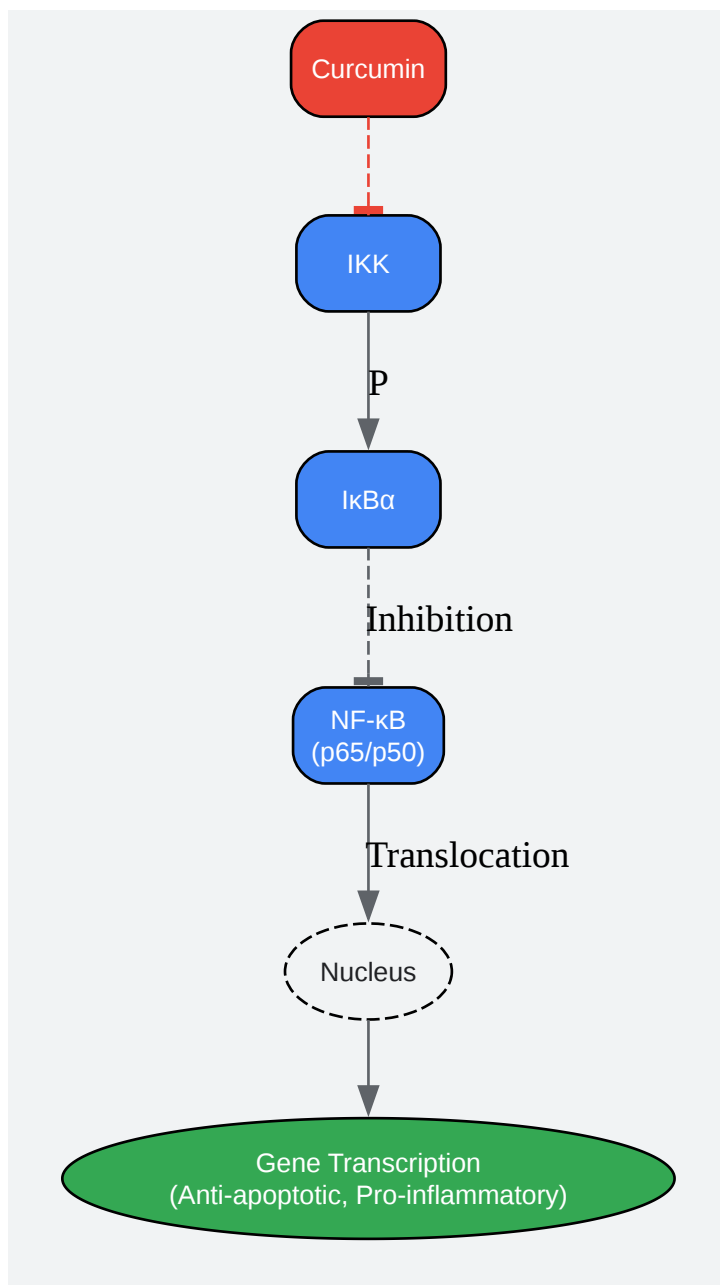 Curcumin
IKK
P
IκBα
Inhibition
NF-κB
(p65/p50)
Translocation
Nucleus
Gene Transcription
(Anti-apoptotic, Pro-inflammatory)